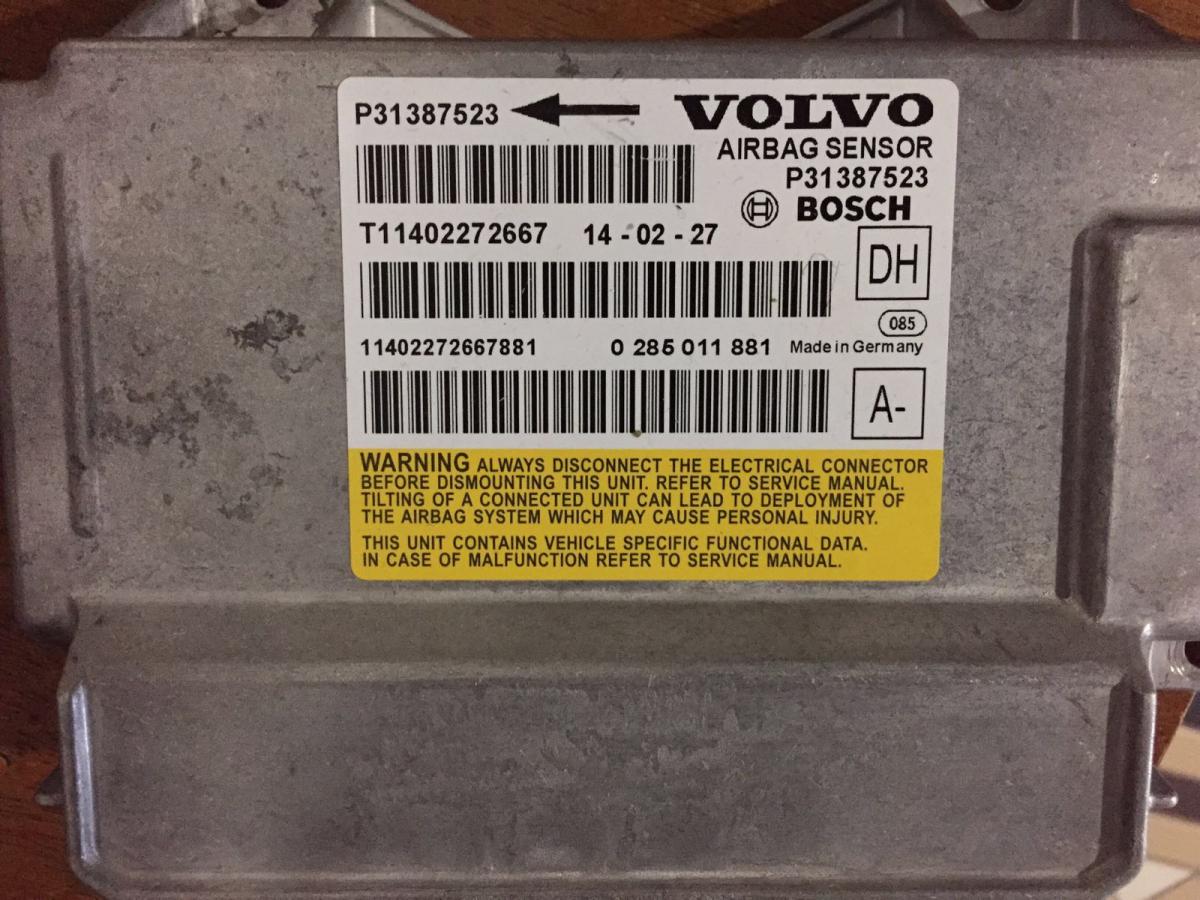 P31387523 VOLVO
AIRBAG SENSOR
P31387523
BOSCH
T11402272667 14 - 02 - 27
DH
085
11402272667881 0 285 011 881 Made in Germany
A-
WARNING ALWAYS DISCONNECT THE ELECTRICAL CONNECTOR
BEFORE DISMOUNTING THIS UNIT. REFER TO SERVICE MANUAL.
TILTING OF A CONNECTED UNIT CAN LEAD TO DEPLOYMENT OF
THE AIRBAG SYSTEM WHICH MAY CAUSE PERSONAL INJURY.
THIS UNIT CONTAINS VEHICLE SPECIFIC FUNCTIONAL DATA.
IN CASE OF MALFUNCTION REFER TO SERVICE MANUAL.